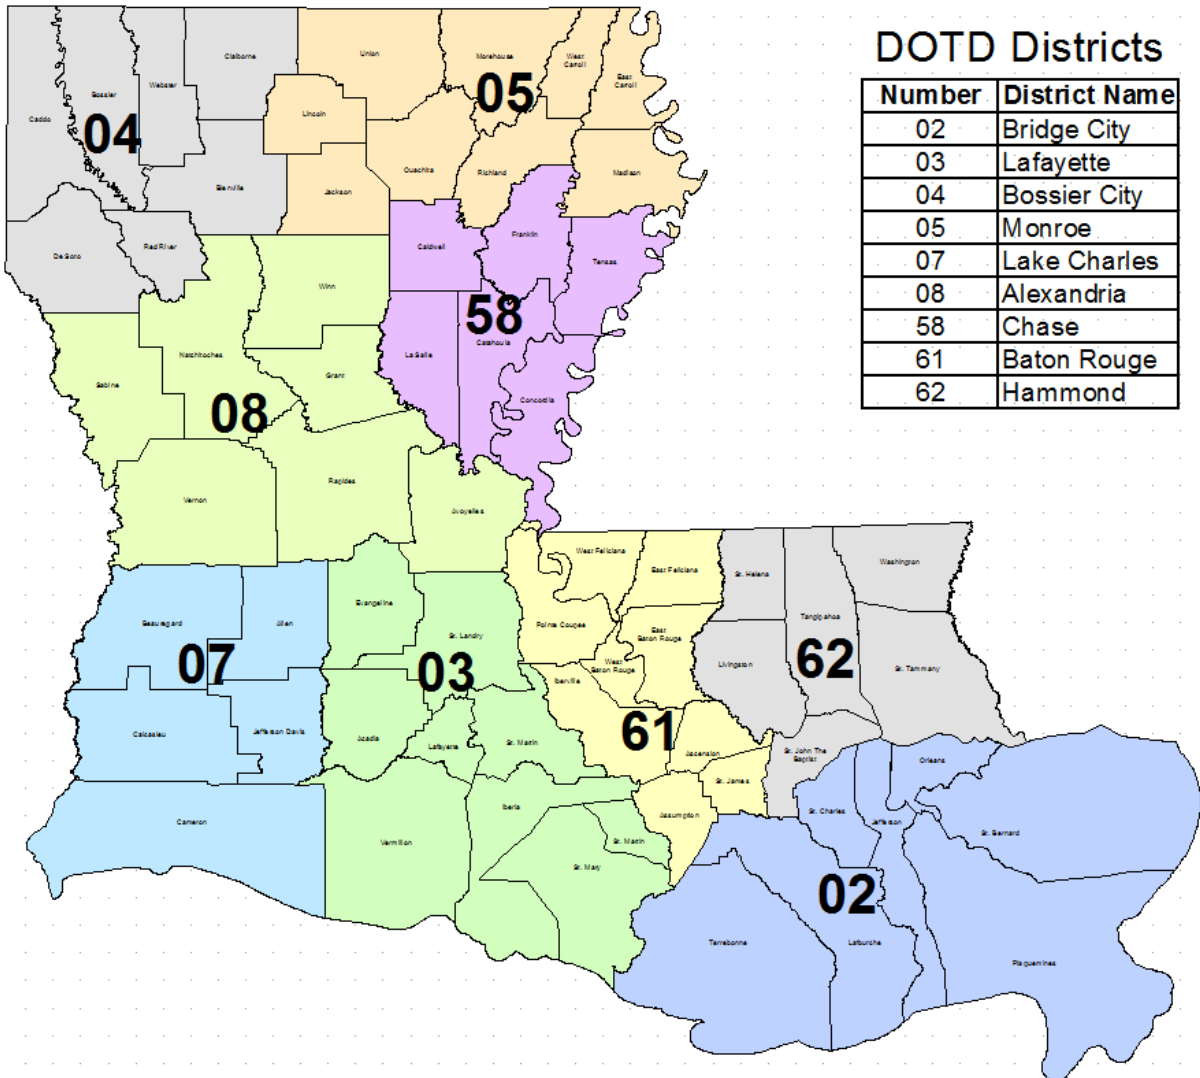 DOTD Districts
Number District Name
02 Bridge City
03 Lafayette
04 Bossier City
05 Monroe
07 Lake Charles
08 Alexandria
58 Chase
61 Baton Rouge
62 Hammond
Caddo
Bossier
Webster
Claiborne
04
Bienville
De Soto
Red River
Union
Morehouse
West
Carroll
East
Carroll
05
Lincoln
Jackson
Ouachita
Richland
Madison
Caldwell
Franklin
Tensas
58
La Salle
Catahoula
Concordia
Winn
Natchitoches
Grant
Sabine
08
Vernon
Rapides
Avoyelles
Beauregard
Allen
07
Calcasieu
Jefferson Davis
Cameron
Evangeline
St. Landry
03
Acadia
Lafayette
St. Martin
Vermilion
Iberia
St. Martin
St. Mary
West Feliciana
East Feliciana
Pointe Coupee
East
Baton Rouge
West
Baton Rouge
Iberville
61
Ascension
St. James
Assumption
St. Helena
Washington
Tangipahoa
Livingston
62
St. Tammany
St. John The
Baptist
Orleans
St. Charles
Jefferson
St. Bernard
02
Terrebonne
Lafourche
Plaquemines